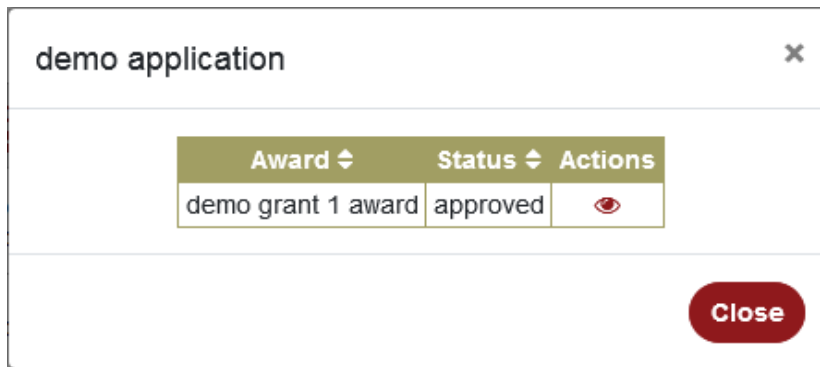 demo application
Award Status Actions
demo grant 1 award approved
Close